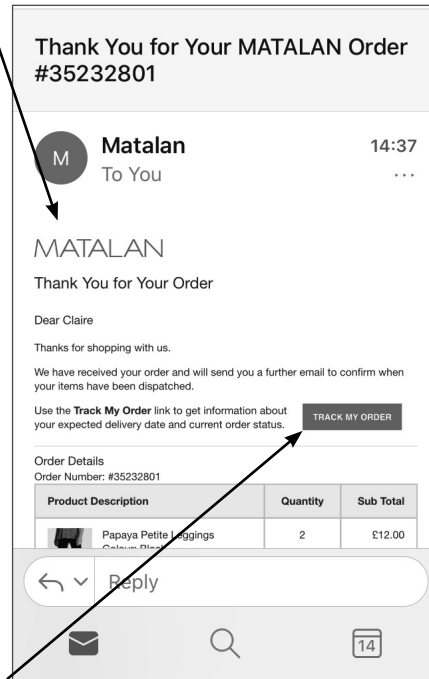 Thank You for Your MATALAN Order
#35232801
M
Matalan
14:37
To You
...
MATALAN
Thank You for Your Order
Dear Claire
Thanks for shopping with us.
We have received your order and will send you a further email to confirm when
your items have been dispatched.
Use the Track My Order link to get information about
your expected delivery date and current order status.
TRACK MY ORDER
Order Details
Order Number: #35232801
Product Description Quantity Sub Total
Papaya Petite Leggings 2 £12.00
Reply
14